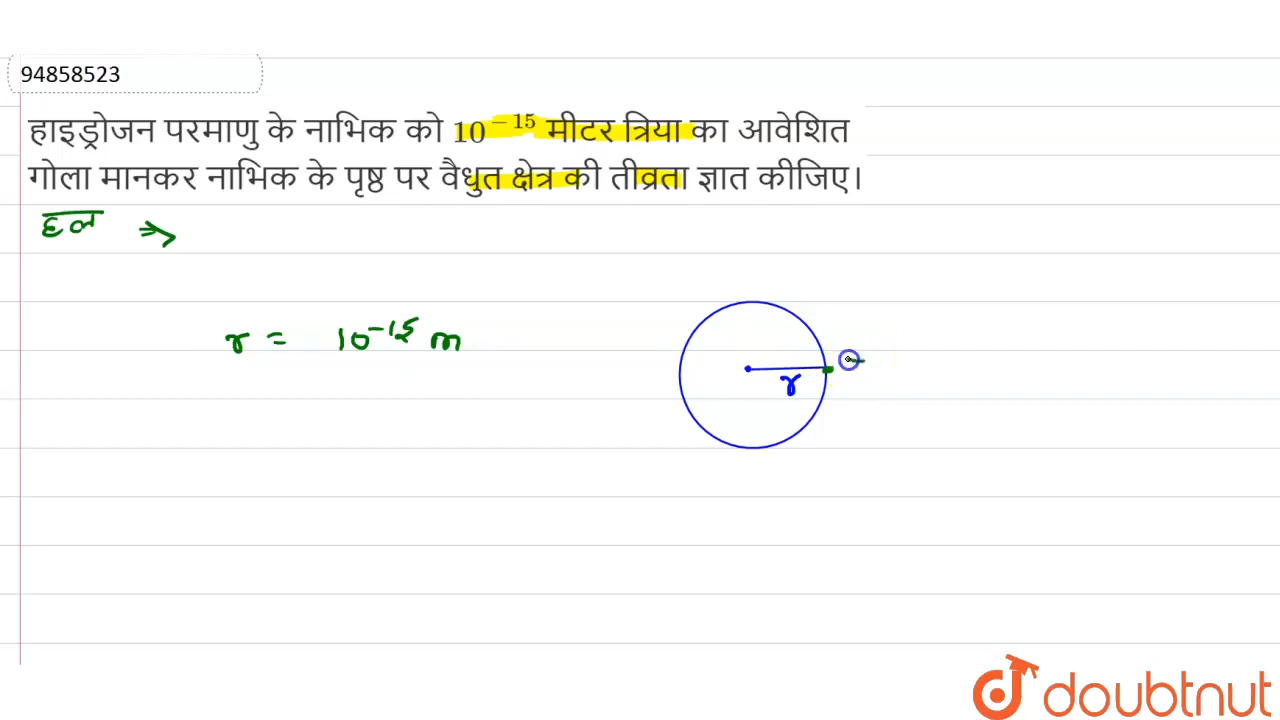 94858523
हाइड्रोजन परमाणु के नाभिक को 10⁻¹⁵ मीटर त्रिया का आवेशित
गोला मानकर नाभिक के पृष्ठ पर वैधुत क्षेत्र की तीव्रता ज्ञात कीजिए।
हल ⇒
r = 10⁻¹⁵ m
r
doubtnut